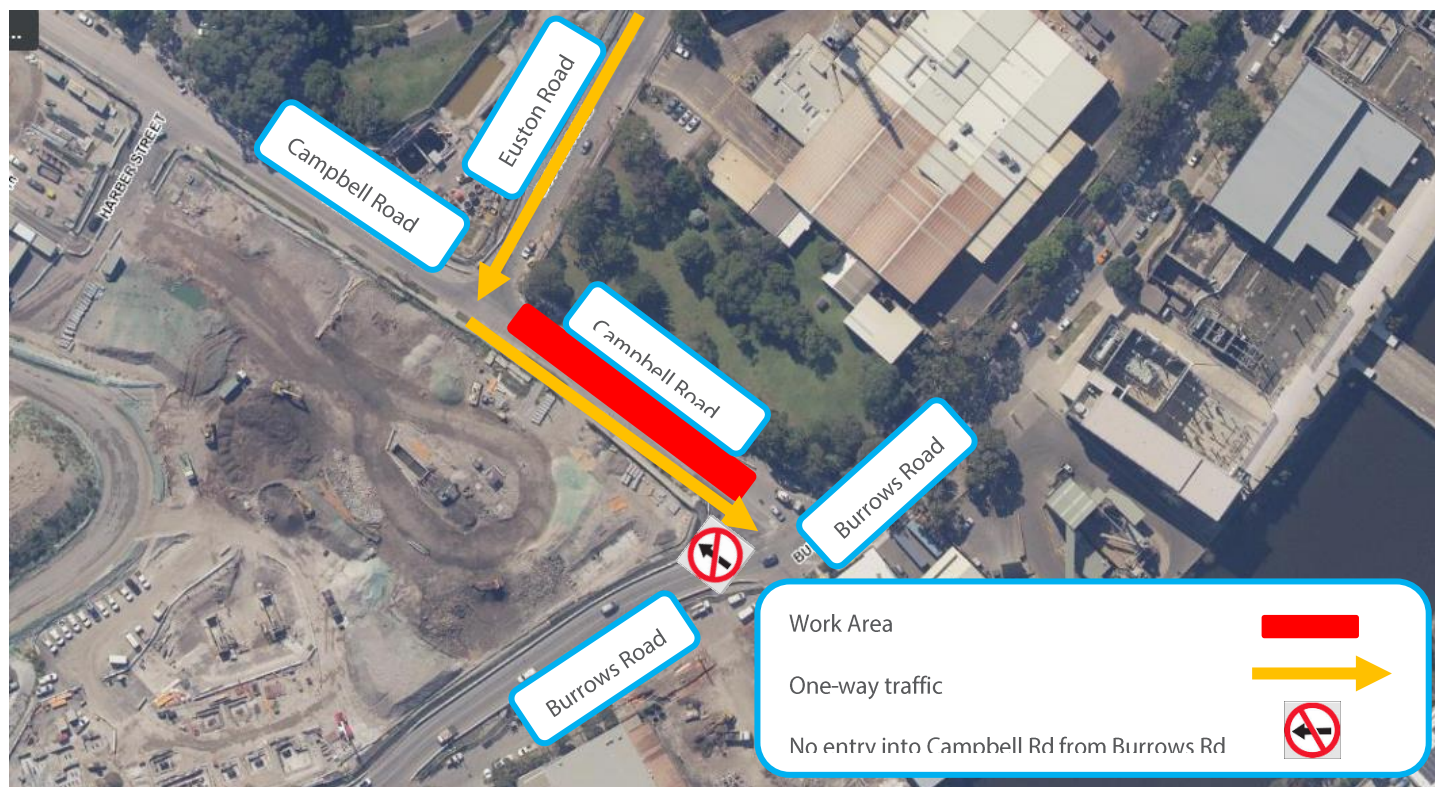 ..
Euston Road
HARBER STREET
Campbell Road
Campbell Road
Burrows Road
BU
Burrows Road
Work Area
One-way traffic
No entry into Campbell Rd from Burrows Rd